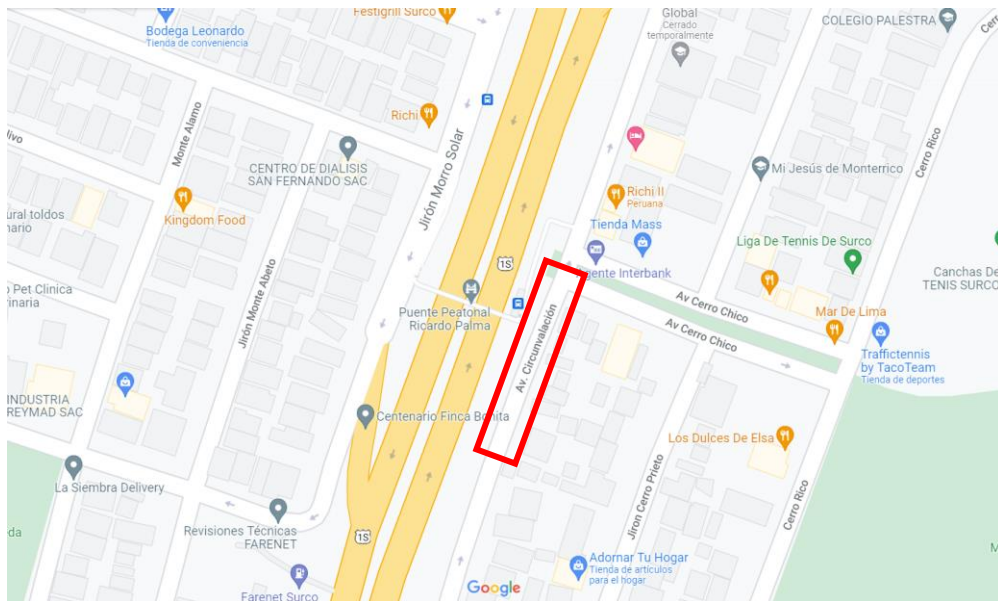 Festigrill Surco
Bodega Leonardo
Tienda de conveniencia
Global
Cerrado
temporalmente
COLEGIO PALESTRA
Richi
Monte Alamo
CENTRO DE DIALISIS
SAN FERNANDO SAC
Jirón Morro Solar
Mi Jesús de Monterrico
Cerro Rico
Kingdom Food
Richi II
Peruana
Tienda Mass
Liga De Tennis De Surco
1S
Agente Interbank
Canchas De
TENIS SURCO
Pet Clinica
Jirón Monte Abeto
Puente Peatonal
Ricardo Palma
Av Cerro Chico
Av Cerro Chico
Mar De Lima
Av. Circunvalación
Traffictennis
by TacoTeam
Tienda de deportes
INDUSTRIA
REYMAD SAC
Centenario Finca Bonita
Los Dulces De Elsa
La Siembra Delivery
Jiron Cerro Prieto
Cerro Rico
Revisiones Técnicas
FARENET
1S
Adornar Tu Hogar
Tienda de artículos
para el hogar
Google
Farenet Surco